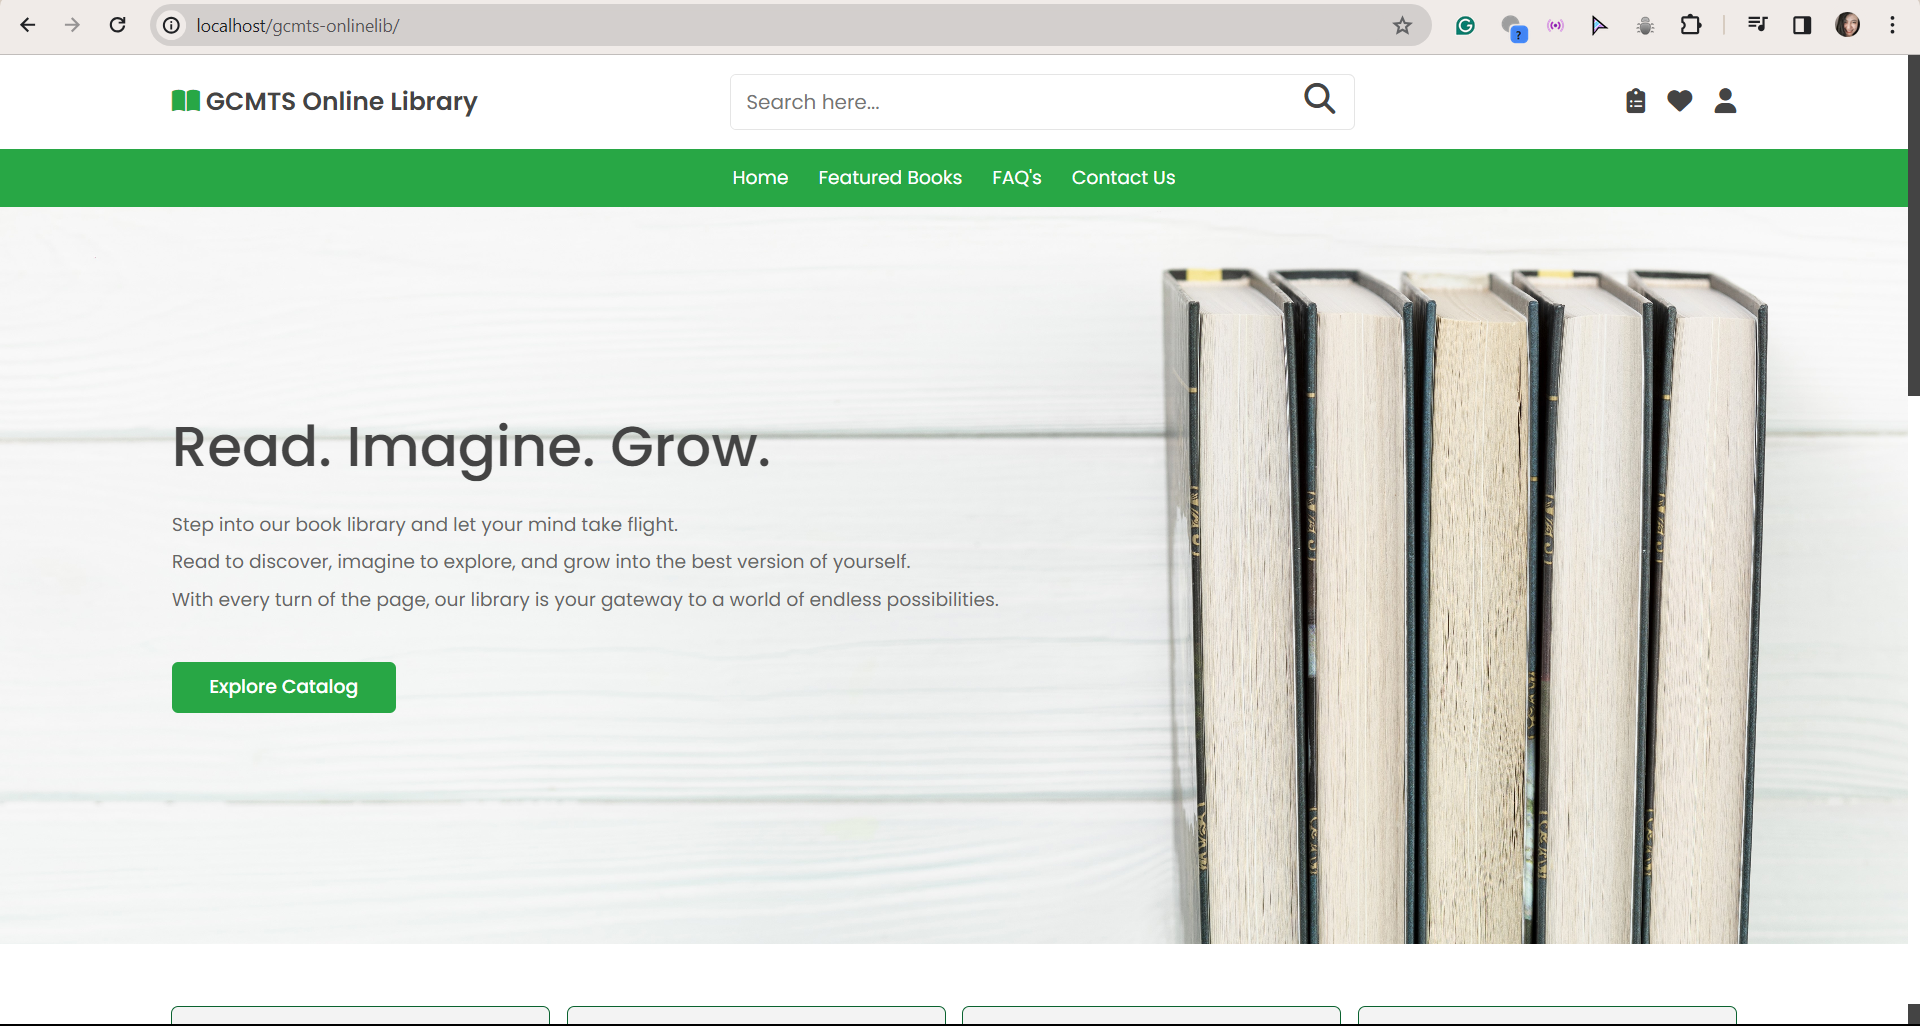 localhost/gcmts-onlinelib/
?
GCMTS Online Library
Search here...
Home Featured Books FAQ's Contact Us
Read. Imagine. Grow.
Step into our book library and let your mind take flight.
Read to discover, imagine to explore, and grow into the best version of yourself.
With every turn of the page, our library is your gateway to a world of endless possibilities.
Explore Catalog